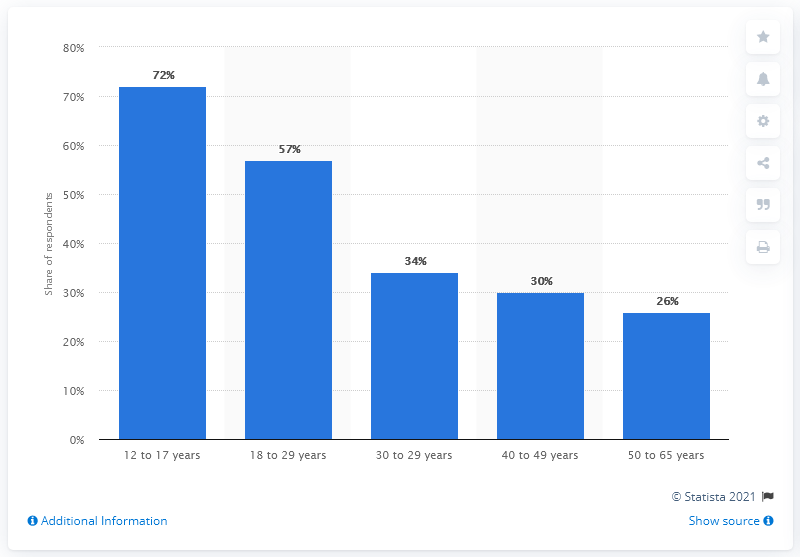 80%
70%
60%
50%
40%
30%
20%
10%
0%
Share of respondents
72%
57%
34%
30%
26%
12 to 17 years
18 to 29 years
30 to 29 years
40 to 49 years
50 to 65 years
© Statista 2021
Additional Information
Show source